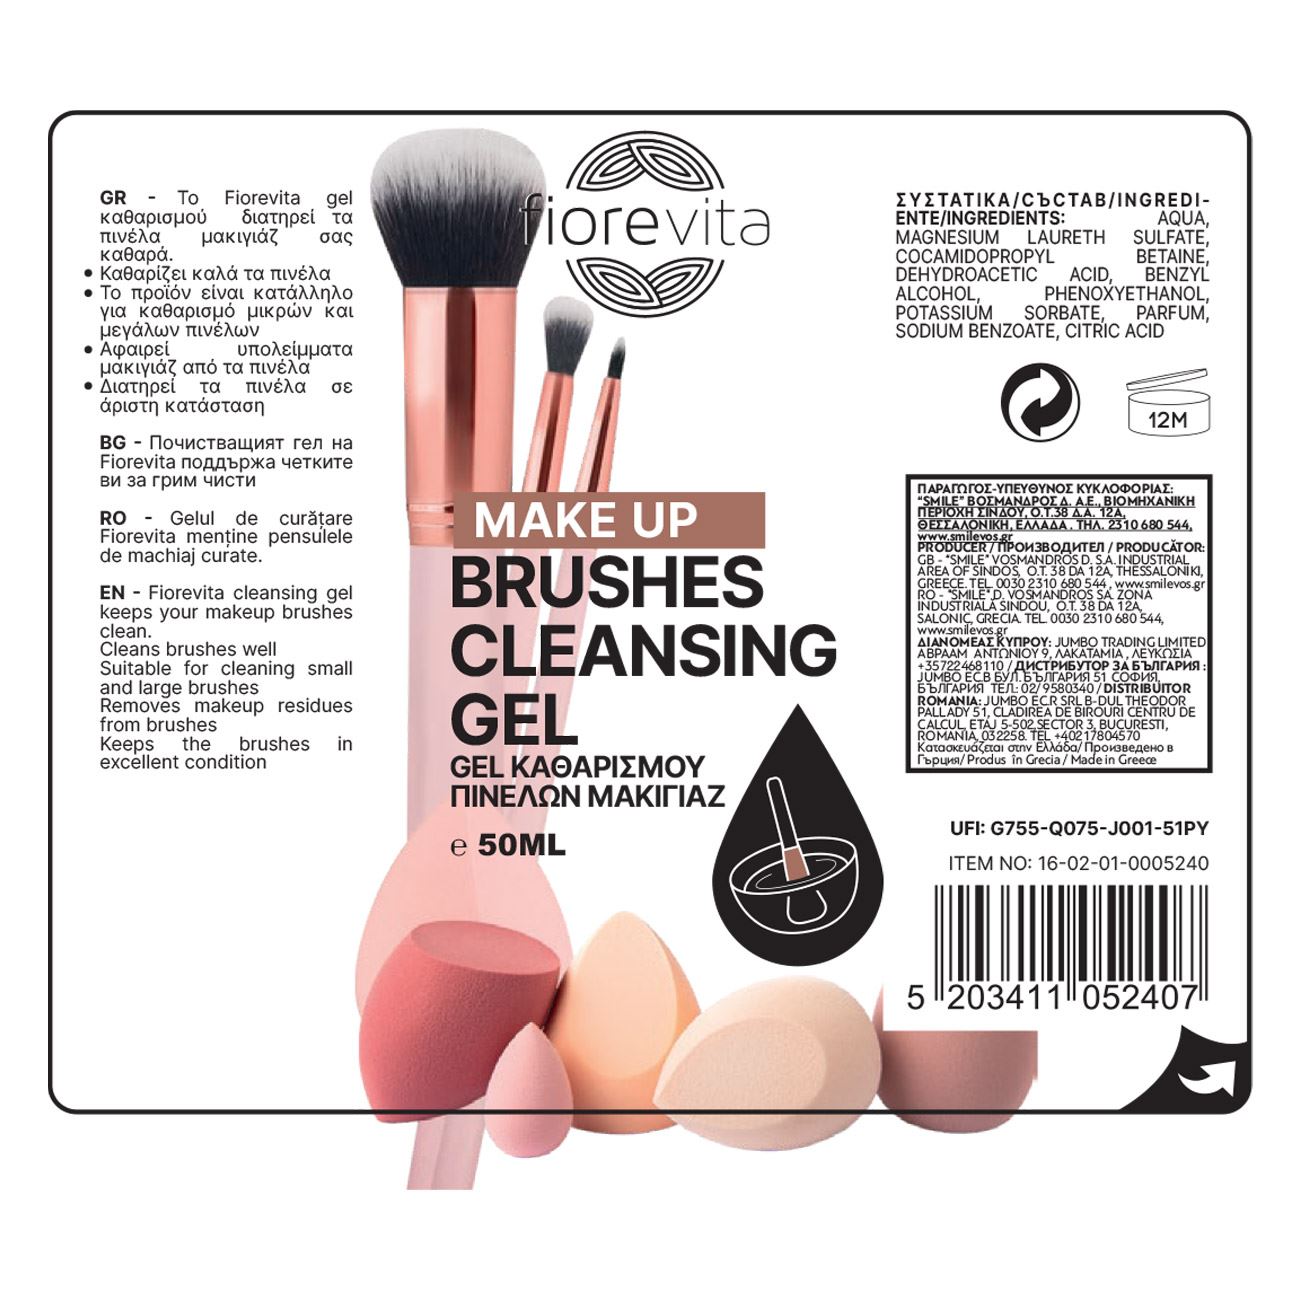 GR - Το Fiorevita gel
καθαρισμού διατηρεί τα
πινέλα μακιγιάζ σας
καθαρά.
• Καθαρίζει καλά τα πινέλα
• Το προϊόν είναι κατάλληλο
για καθαρισμό μικρών και
μεγάλων πινέλων
• Αφαιρεί υπολείμματα
μακιγιάζ από τα πινέλα
• Διατηρεί τα πινέλα σε
άριστη κατάσταση
BG - Почистващият гел на
Fiorevita поддържа четките
ви за грим чисти
RO - Gelul de curățare
Fiorevita menține pensulele
de machiaj curate.
EN - Fiorevita cleansing gel
keeps your makeup brushes
clean.
Cleans brushes well
Suitable for cleaning small
and large brushes
Removes makeup residues
from brushes
Keeps the brushes in
excellent condition
fiorevita
MAKE UP
BRUSHES
CLEANSING
GEL
GEL ΚΑΘΑΡΙΣΜΟΥ
ΠΙΝΕΛΩΝ ΜΑΚΙΓΙΑΖ
℮ 50ML
ΣΥΣΤΑΤΙΚΑ/СЪСТАВ/INGREDI-
ENTE/INGREDIENTS: AQUA,
MAGNESIUM LAURETH SULFATE,
COCAMIDOPROPYL BETAINE,
DEHYDROACETIC ACID, BENZYL
ALCOHOL, PHENOXYETHANOL,
POTASSIUM SORBATE, PARFUM,
SODIUM BENZOATE, CITRIC ACID
12M
ΠΑΡΑΓΩΓΟΣ-ΥΠΕΥΘΥΝΟΣ ΚΥΚΛΟΦΟΡΙΑΣ:
"SMILE" ΒΟΣΜΑΝΔΡΟΣ Δ. Α.Ε., ΒΙΟΜΗΧΑΝΙΚΗ
ΠΕΡΙΟΧΗ ΣΙΝΔΟΥ, Ο.Τ.38 Δ.Α. 12Α,
ΘΕΣΣΑΛΟΝΙΚΗ, ΕΛΛΑΔΑ . ΤΗΛ. 2310 680 544,
www.smilevos.gr
PRODUCER / ПРОИЗВОДИТЕЛ / PRODUCĂTOR:
GB - "SMILE" VOSMANDROS D. S.A. INDUSTRIAL
AREA OF SINDOS, O.T. 38 DA 12A, THESSALONIKI,
GREECE. TEL. 0030 2310 680 544 , www.smilevos.gr
RO - "SMILE".D. VOSMANDROS SA. ZONA
INDUSTRIALĂ SINDOU, O.T. 38 DA 12A,
SALONIC, GRECIA. TEL. 0030 2310 680 544,
www.smilevos.gr
ΔΙΑΝΟΜΕΑΣ ΚΥΠΡΟΥ: JUMBO TRADING LIMITED
ΑΒΡΑΑΜ ΑΝΤΩΝΙΟΥ 9, ΛΑΚΑΤΑΜΙΑ , ΛΕΥΚΩΣΙΑ
+35722468110 / ДИСТРИБУТОР ЗА БЪЛГАРИЯ :
JUMBO EC.B БУЛ. БЪЛГАРИЯ 51 СОФИЯ,
БЪЛГАРИЯ ТЕЛ.: 02/ 9580340 / DISTRIBUITOR
ROMANIA: JUMBO EC.R SRL B-DUL THEODOR
PALLADY 51, CLADIREA DE BIROURI CENTRU DE
CALCUL, ETAJ 5-502,SECTOR 3, BUCURESTI,
ROMANIA, 032258. TEL +40217804570
Κατασκευάζεται στην Ελλάδα/ Произведено в
Гърция/ Produs în Grecia / Made in Greece
UFI: G755-Q075-J001-51PY
ITEM NO: 16-02-01-0005240
5 203411 052407